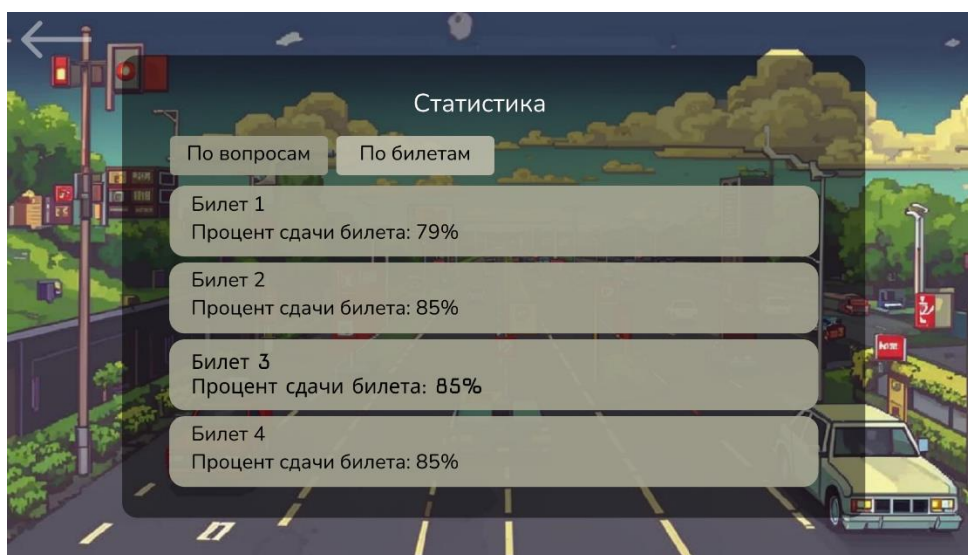 Статистика
По вопросам По билетам
Билет 1
Процент сдачи билета: 79%
Билет 2
Процент сдачи билета: 85%
Билет 3
Процент сдачи билета: 85%
Билет 4
Процент сдачи билета: 85%